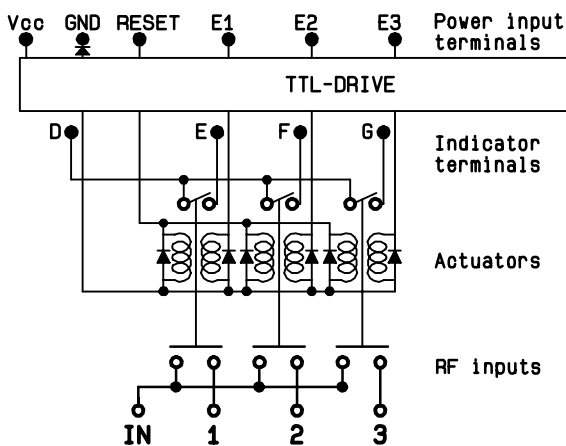 Vcc GND RESET E1 E2 E3 Power input
terminals
TTL-DRIVE
D E F G Indicator
terminals
Actuators
RF inputs
IN 1 2 3